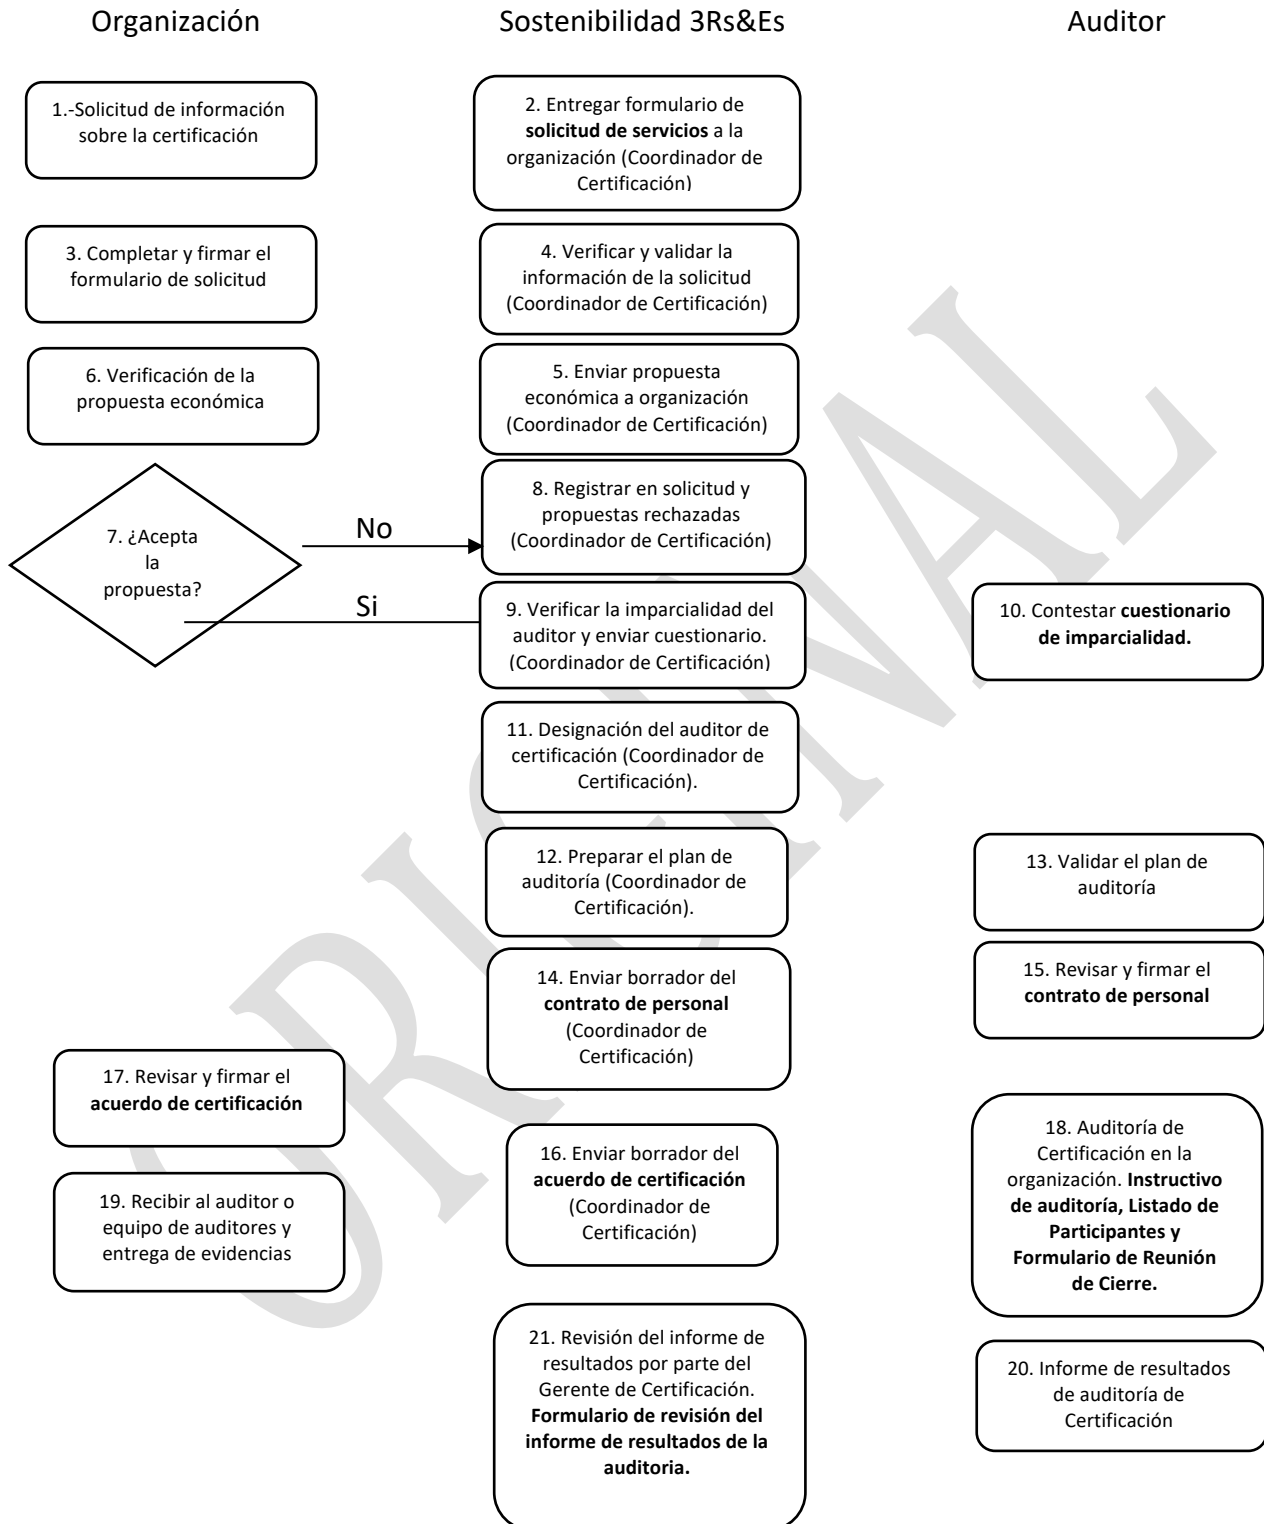 Organización
Sostenibilidad 3Rs&Es
Auditor
1.-Solicitud de información
sobre la certificación
2. Entregar formulario de
solicitud de servicios a la
organización (Coordinador de
Certificación)
3. Completar y firmar el
formulario de solicitud
4. Verificar y validar la
información de la solicitud
(Coordinador de Certificación)
6. Verificación de la
propuesta económica
5. Enviar propuesta
económica a organización
(Coordinador de Certificación)
7. ¿Acepta
la
propuesta?
No
8. Registrar en solicitud y
propuestas rechazadas
(Coordinador de Certificación)
Si
9. Verificar la imparcialidad del
auditor y enviar cuestionario.
(Coordinador de Certificación)
10. Contestar cuestionario
de imparcialidad.
11. Designación del auditor de
certificación (Coordinador de
Certificación).
12. Preparar el plan de
auditoría (Coordinador de
Certificación).
13. Validar el plan de
auditoría
14. Enviar borrador del
contrato de personal
(Coordinador de
Certificación)
15. Revisar y firmar el
contrato de personal
17. Revisar y firmar el
acuerdo de certificación
16. Enviar borrador del
acuerdo de certificación
(Coordinador de
Certificación)
18. Auditoría de
Certificación en la
organización. Instructivo
de auditoría, Listado de
Participantes y
Formulario de Reunión
de Cierre.
19. Recibir al auditor o
equipo de auditores y
entrega de evidencias
21. Revisión del informe de
resultados por parte del
Gerente de Certificación.
Formulario de revisión del
informe de resultados de la
auditoria.
20. Informe de resultados
de auditoría de
Certificación
ORIGINAL